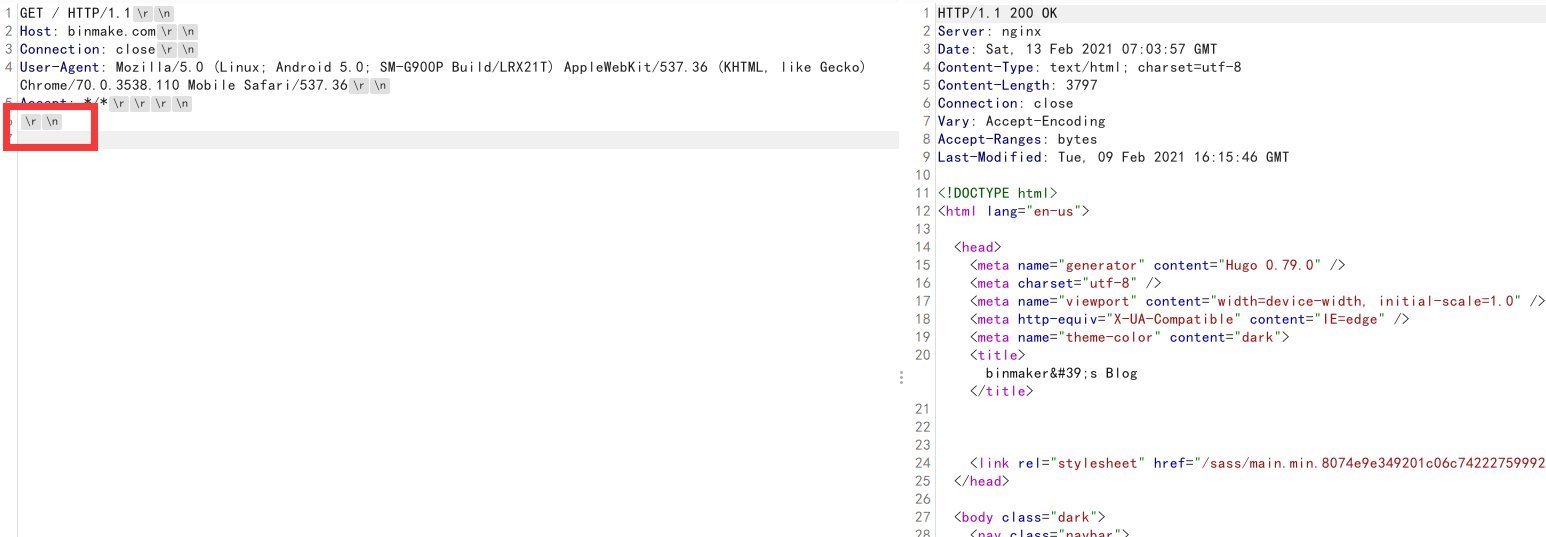 1 GET / HTTP/1.1\r\n
2 Host: binmake.com\r\n
3 Connection: close\r\n
4 User-Agent: Mozilla/5.0 (Linux; Android 5.0; SM-G900P Build/LRX21T) AppleWebKit/537.36 (KHTML, like Gecko)
Chrome/70.0.3538.110 Mobile Safari/537.36\r\n
5 Accept: */*\r\r\r\n
\r\n
1 HTTP/1.1 200 OK
2 Server: nginx
3 Date: Sat, 13 Feb 2021 07:03:57 GMT
4 Content-Type: text/html; charset=utf-8
5 Content-Length: 3797
6 Connection: close
7 Vary: Accept-Encoding
8 Accept-Ranges: bytes
9 Last-Modified: Tue, 09 Feb 2021 16:15:46 GMT
10
11 <!DOCTYPE html>
12 <html lang="en-us">
13
14 <head>
15 <meta name="generator" content="Hugo 0.79.0" />
16 <meta charset="utf-8" />
17 <meta name="viewport" content="width=device-width, initial-scale=1.0" />
18 <meta http-equiv="X-UA-Compatible" content="IE=edge" />
19 <meta name="theme-color" content="dark">
20 <title>
binmaker&#39;s Blog
</title>
21
22
23
24 <link rel="stylesheet" href="/sass/main.min.8074e9e349201c06c74222759992
25 </head>
26
27 <body class="dark">
28 <nav class="navbar">